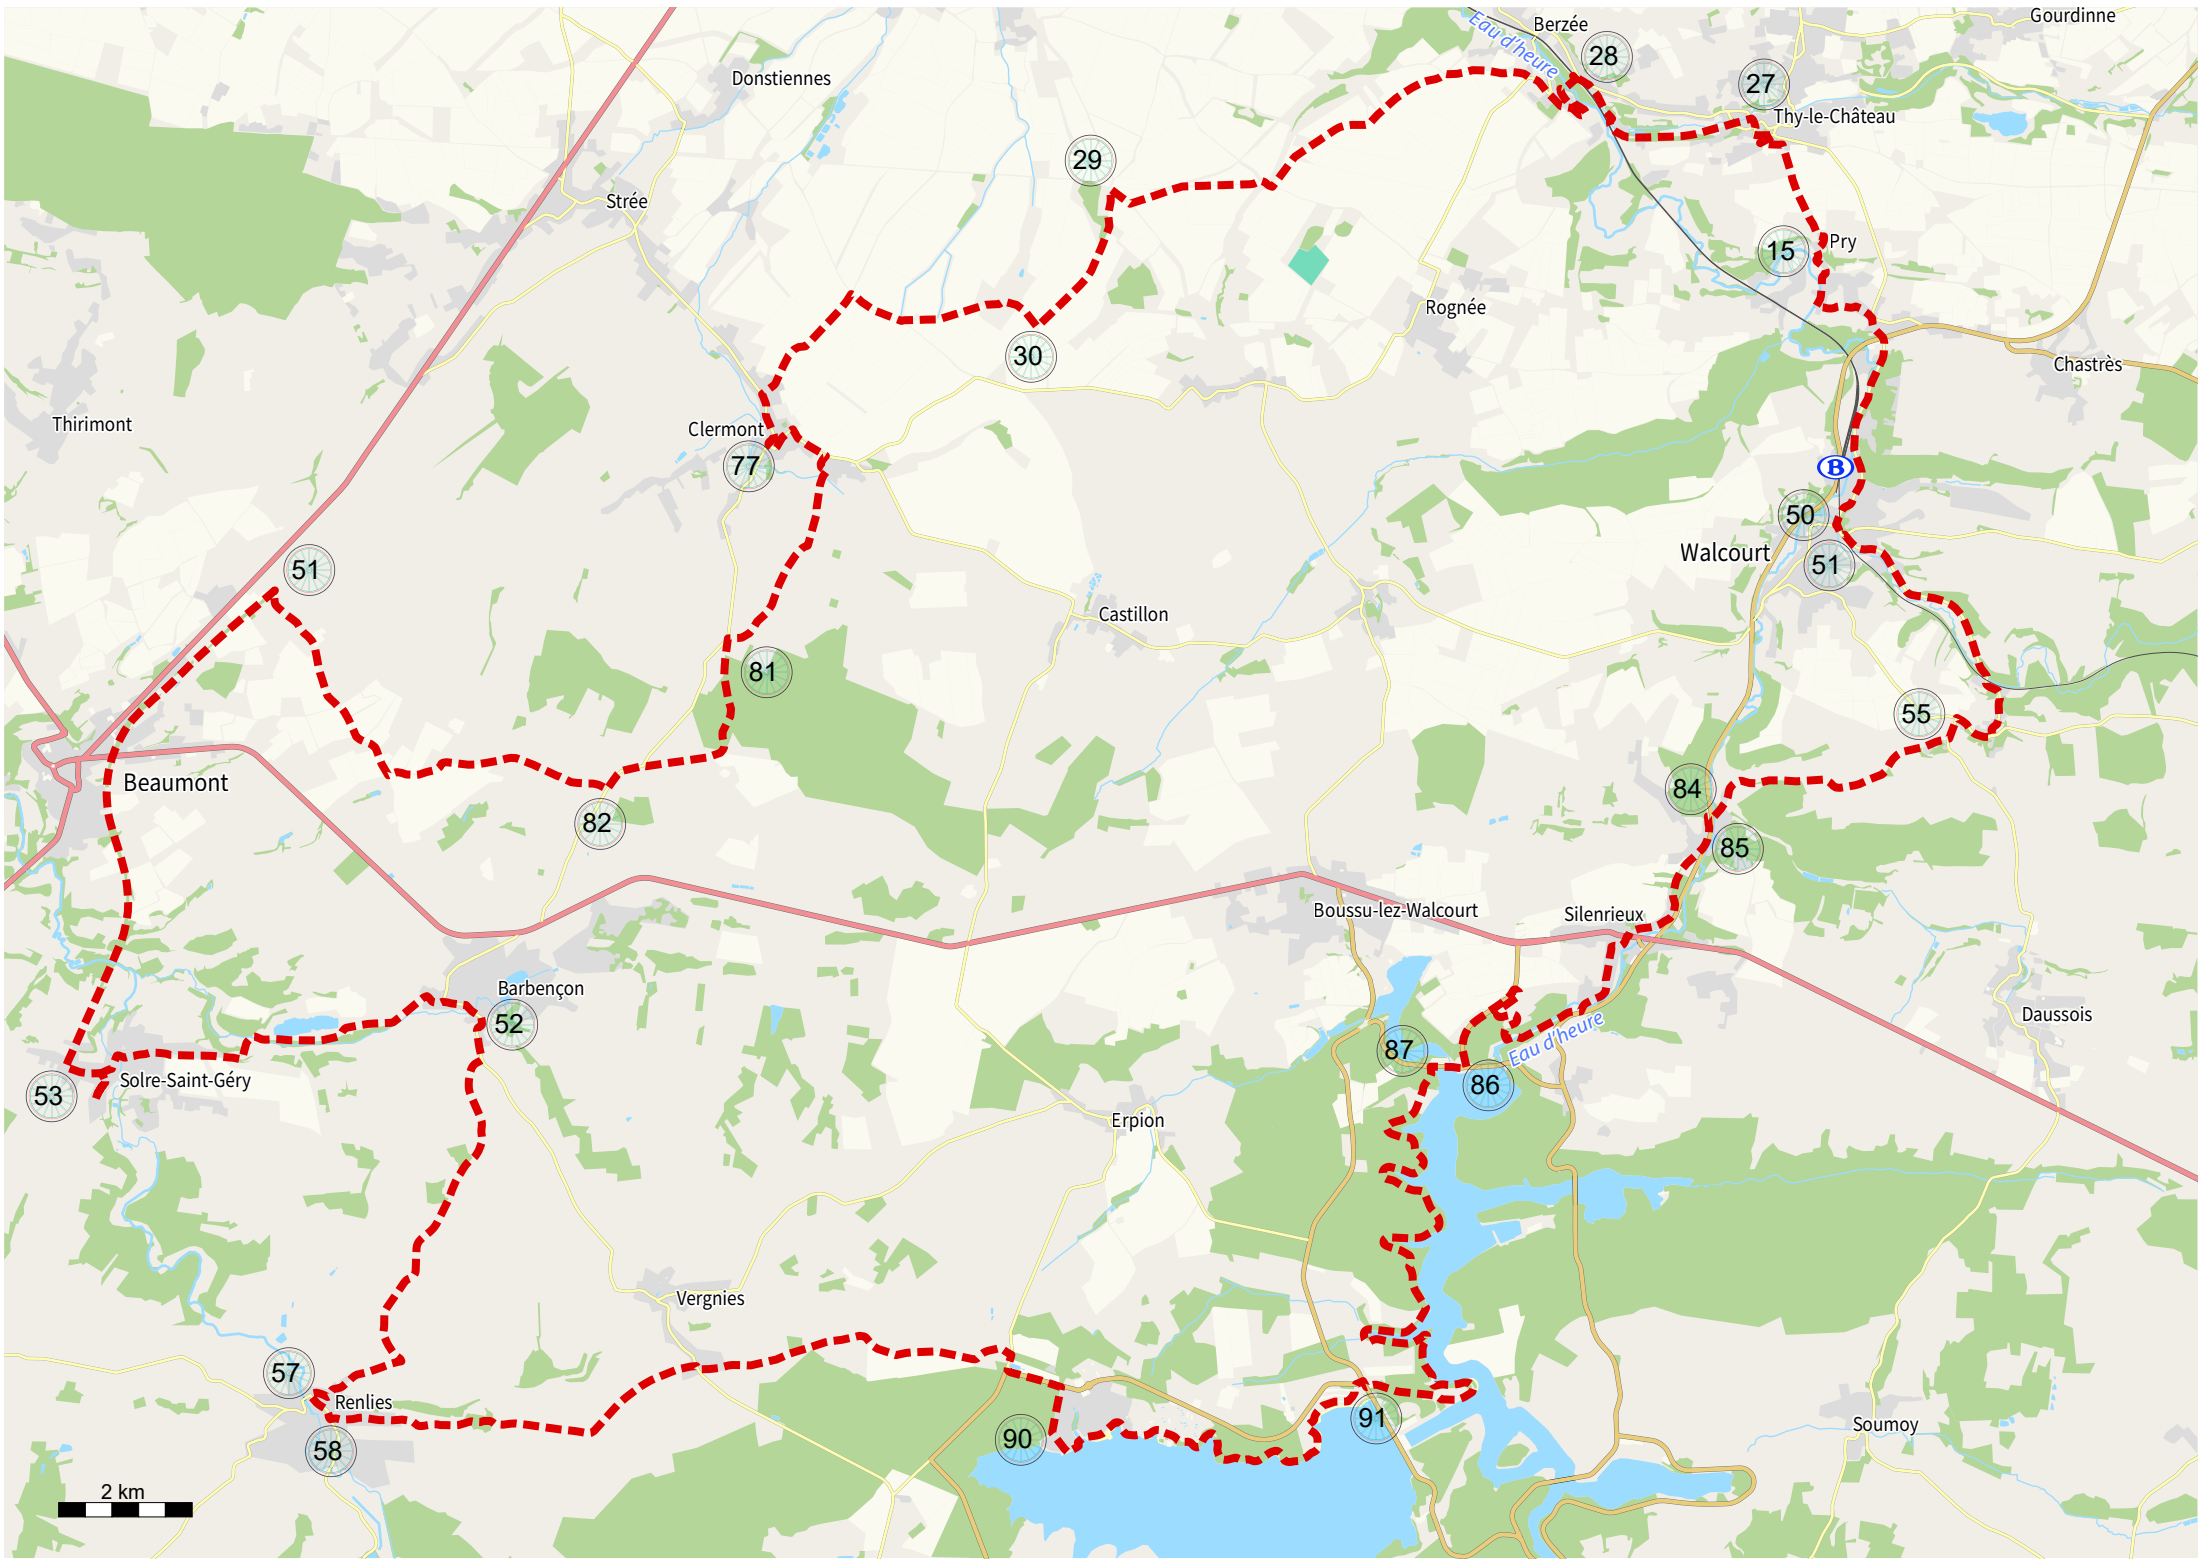 Gourdinne
Berzée
Eau d'heure
28
Donstiennes
27
Thy-le-Château
29
Strée
Pry
15
Rognée
30
Chastrès
Thirimont
Clermont
77
B
50
Walcourt
51
51
Castillon
81
55
Beaumont
84
82
85
Boussu-lez-Walcourt
Silenrieux
Barbençon
52
Daussois
Eau d'heure
87
86
Solre-Saint-Géry
53
Erpion
Vergnies
57
Renlies
91
Soumoy
90
58
2 km